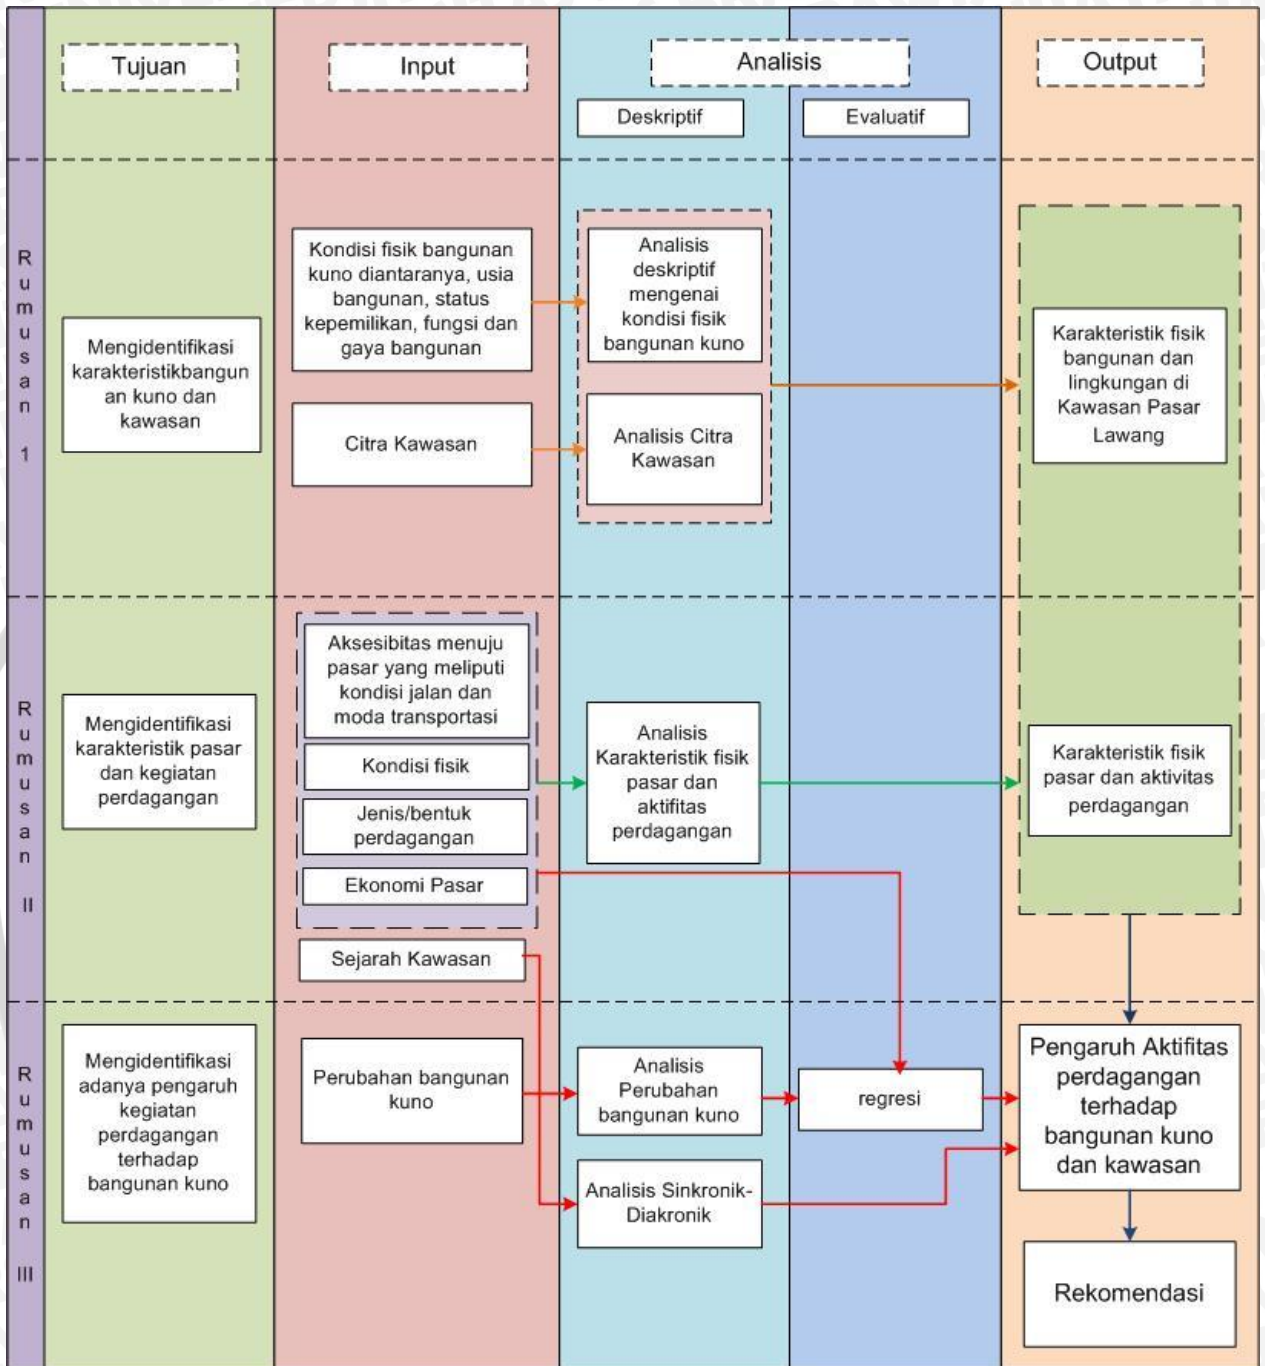 Tujuan
Input
Analisis
Output
Deskriptif
Evaluatif
Rumusan 1
Mengidentifikasi
karakteristikbangun
an kuno dan
kawasan
Kondisi fisik bangunan
kuno diantaranya, usia
bangunan, status
kepemilikan, fungsi dan
gaya bangunan
Citra Kawasan
Analisis
deskriptif
mengenai
kondisi fisik
bangunan kuno
Analisis Citra
Kawasan
Karakteristik fisik
bangunan dan
lingkungan di
Kawasan Pasar
Lawang
Rumusan II
Mengidentifikasi
karakteristik pasar
dan kegiatan
perdagangan
Aksesibitas menuju
pasar yang meliputi
kondisi jalan dan
moda transportasi
Kondisi fisik
Jenis/bentuk
perdagangan
Ekonomi Pasar
Sejarah Kawasan
Analisis
Karakteristik fisik
pasar dan
aktifitas
perdagangan
Karakteristik fisik
pasar dan aktivitas
perdagangan
Rumusan III
Mengidentifikasi
adanya pengaruh
kegiatan
perdagangan
terhadap
bangunan kuno
Perubahan bangunan
kuno
Analisis
Perubahan
bangunan kuno
Analisis Sinkronik-
Diakronik
regresi
Pengaruh Aktifitas
perdagangan
terhadap
bangunan kuno
dan kawasan
Rekomendasi